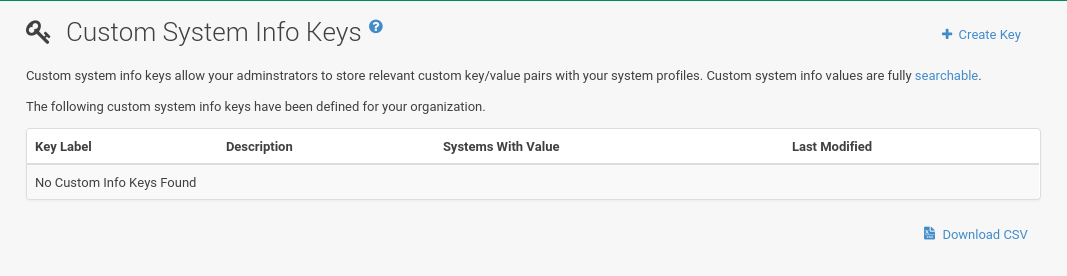 Custom System Info Keys
Create Key
Custom system info keys allow your adminstrators to store relevant custom key/value pairs with your system profiles. Custom system info values are fully searchable.
The following custom system info keys have been defined for your organization.
Key Label Description Systems With Value Last Modified
No Custom Info Keys Found
Download CSV